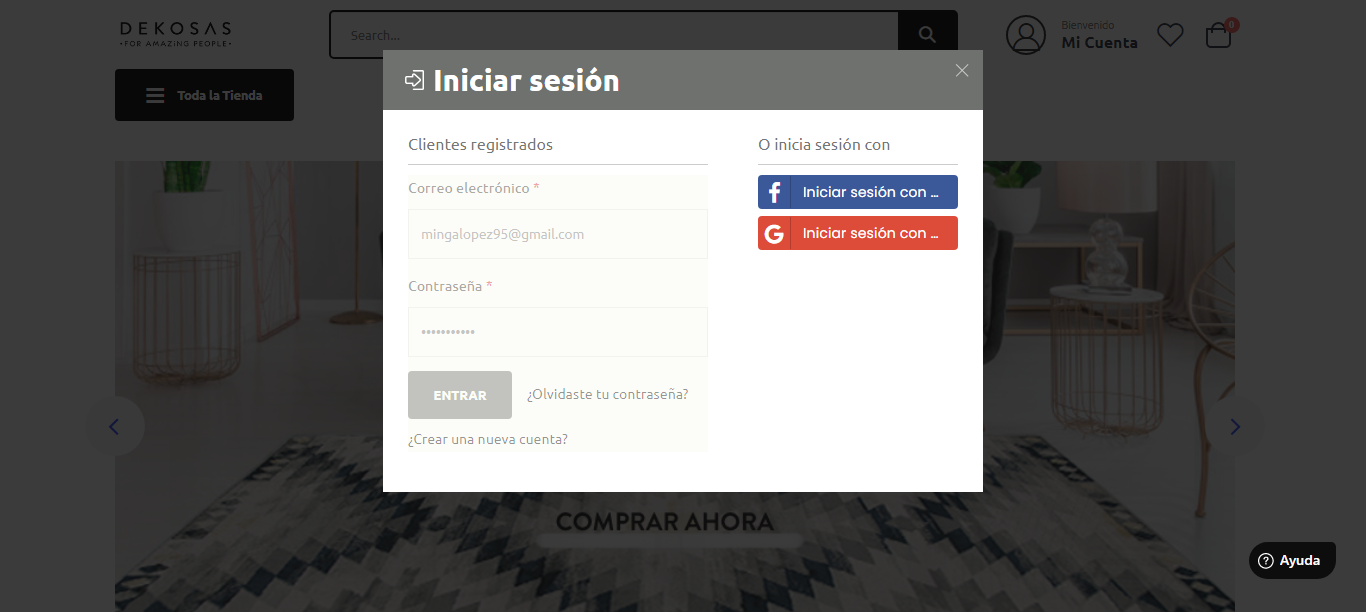 DEKOSAS
•FOR AMAZING PEOPLE•
Search...
Bienvenido
Mi Cuenta
0
Toda la Tienda
Iniciar sesión
Clientes registrados
Correo electrónico *
mingalopez95@gmail.com
Contraseña *
•••••••••••
ENTRAR
¿Olvidaste tu contraseña?
¿Crear una nueva cuenta?
O inicia sesión con
Iniciar sesión con ...
Iniciar sesión con ...
COMPRAR AHORA
Ayuda